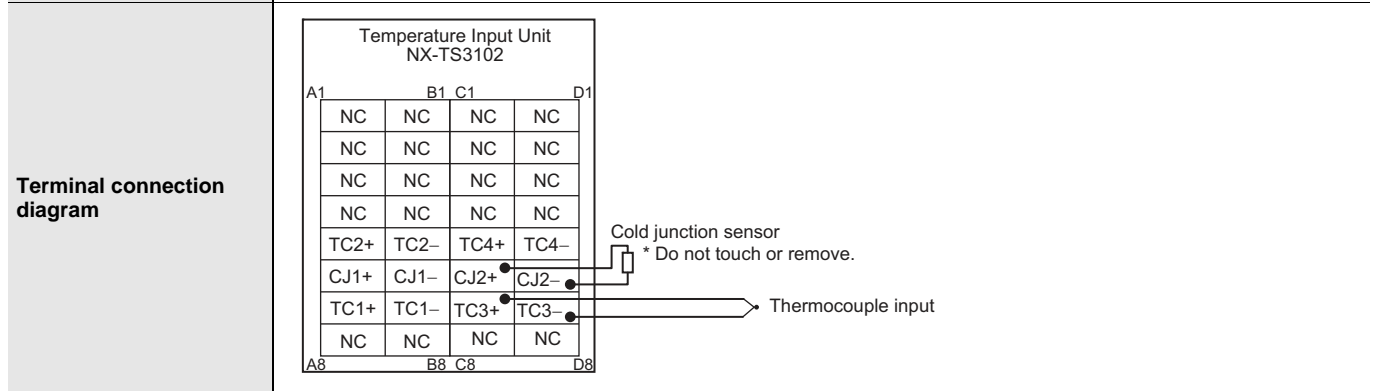 Terminal connection
diagram
Temperature Input Unit
NX-TS3102
A1 B1 C1 D1
NC NC NC NC
NC NC NC NC
NC NC NC NC
NC NC NC NC
TC2+ TC2− TC4+ TC4−
CJ1+ CJ1− CJ2+ CJ2−
TC1+ TC1− TC3+ TC3−
NC NC NC NC
A8 B8 C8 D8
Cold junction sensor
* Do not touch or remove.
Thermocouple input